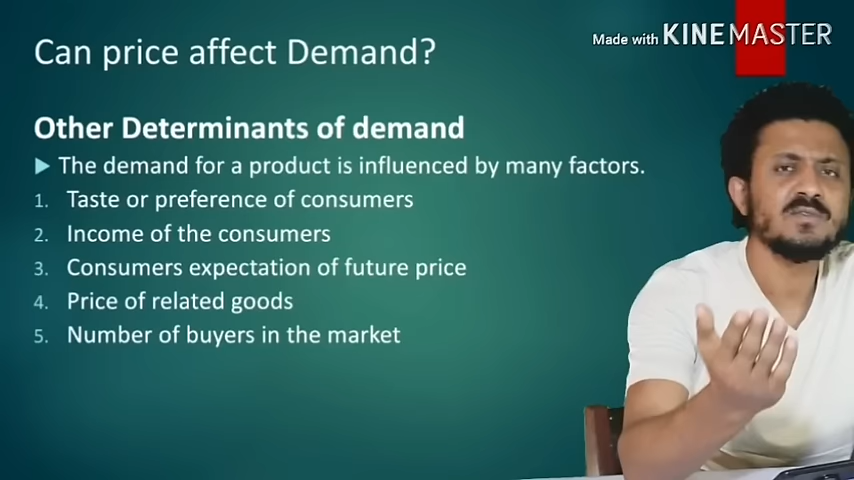 Can price affect Demand?
Made with KINEMASTER
Other Determinants of demand
The demand for a product is influenced by many factors.
1. Taste or preference of consumers
2. Income of the consumers
3. Consumers expectation of future price
4. Price of related goods
5. Number of buyers in the market